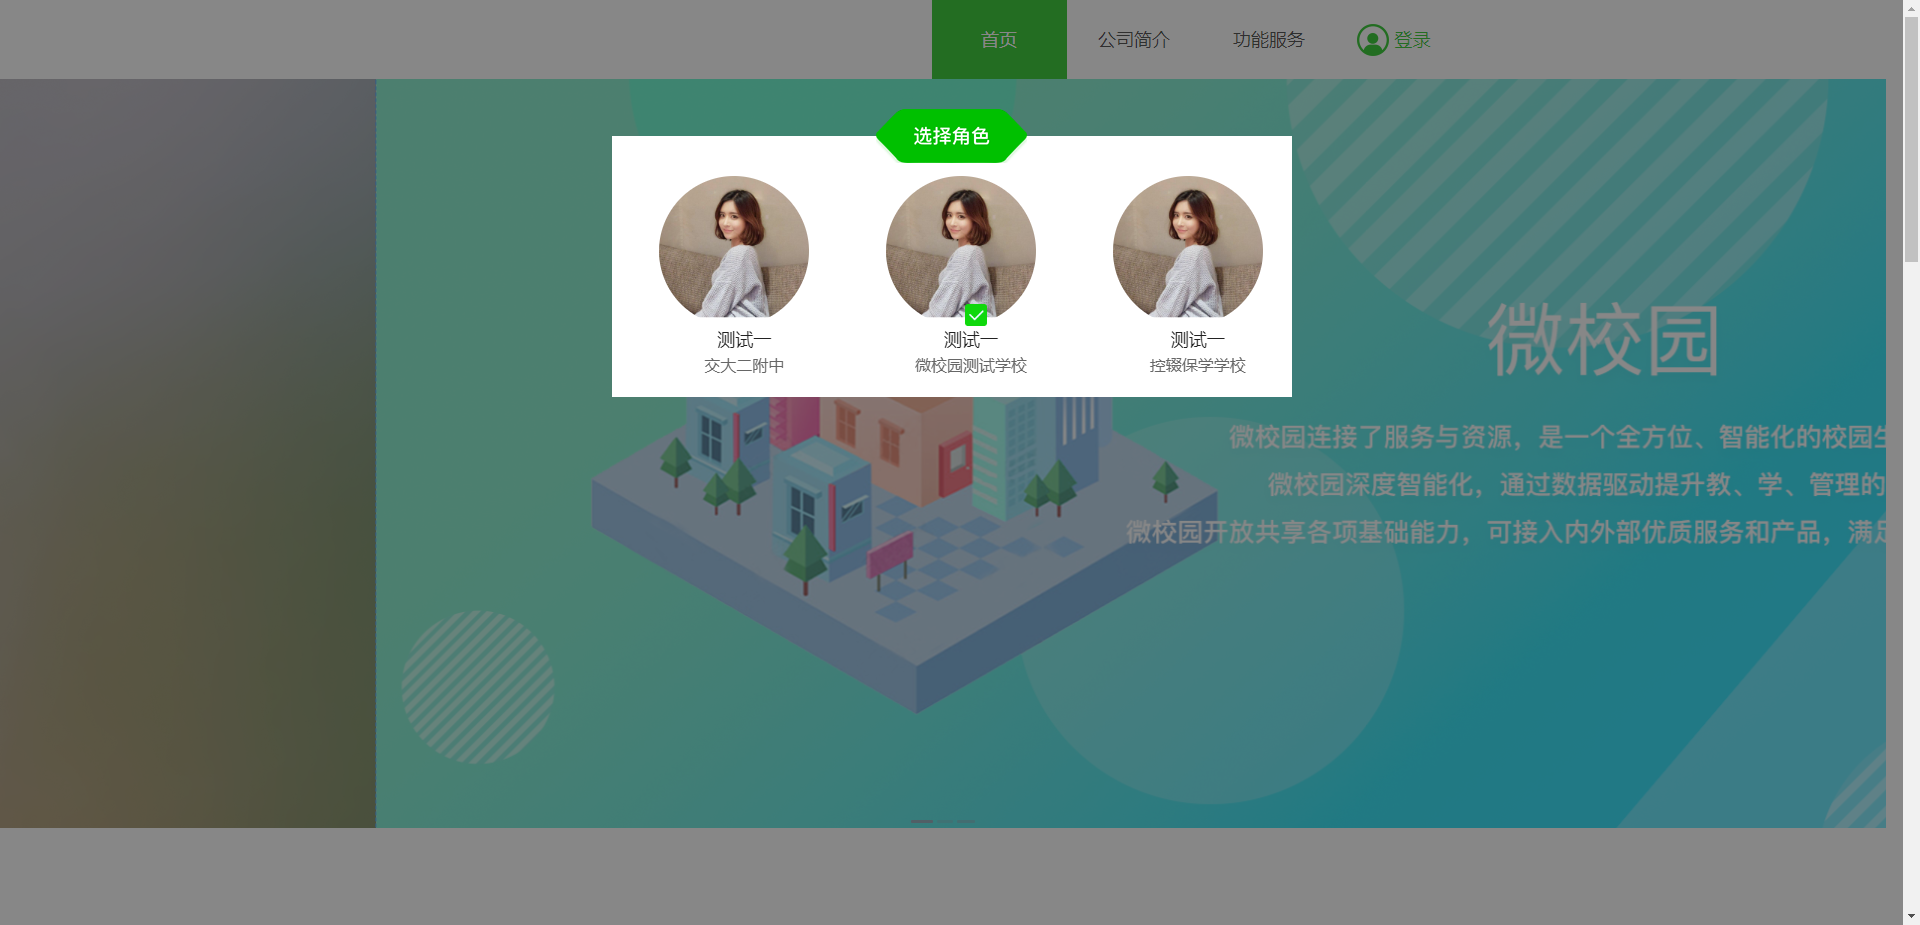 首页
公司简介
功能服务
登录
选择角色
测试一
交大二附中
测试一
微校园测试学校
测试一
控辍保学学校
微校园
微校园连接了服务与资源，是一个全方位、智能化的校园生
微校园深度智能化，通过数据驱动提升教、学、管理的
微校园开放共享各项基础能力，可接入内外部优质服务和产品，满足